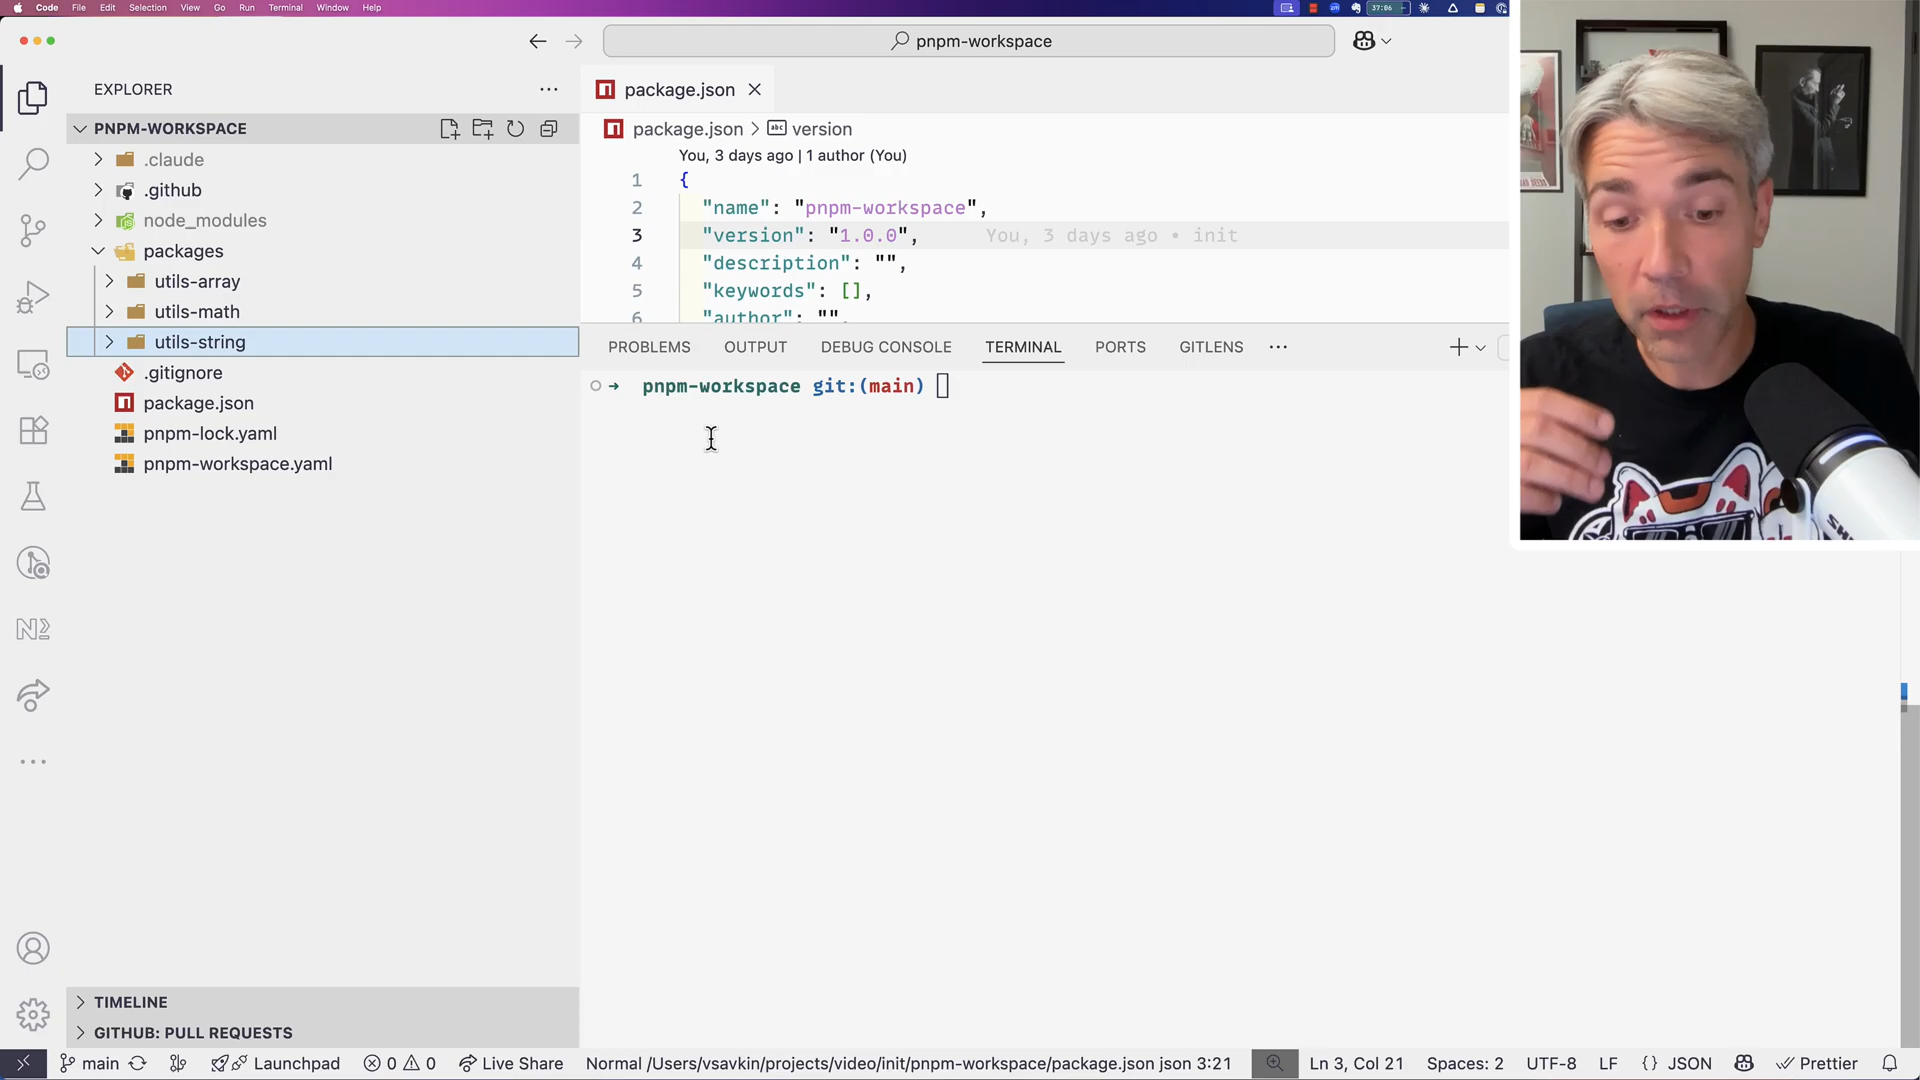 Code File Edit Selection View Go Run Terminal Window Help
37:06
pnpm-workspace
EXPLORER
package.json
PNPM-WORKSPACE
package.json > version
.claude
You, 3 days ago | 1 author (You)
.github
1 {
node_modules
2 "name": "pnpm-workspace",
packages
3 "version": "1.0.0", You, 3 days ago • init
utils-array
4 "description": "",
utils-math
5 "keywords": [],
6 "author": "",
utils-string
PROBLEMS OUTPUT DEBUG CONSOLE TERMINAL PORTS GITLENS
.gitignore
pnpm-workspace git:(main)
package.json
pnpm-lock.yaml
pnpm-workspace.yaml
TIMELINE
GITHUB: PULL REQUESTS
main Launchpad 0 0 Live Share Normal /Users/vsavkin/projects/video/init/pnpm-workspace/package.json json 3:21 Ln 3, Col 21 Spaces: 2 UTF-8 LF {} JSON Prettier